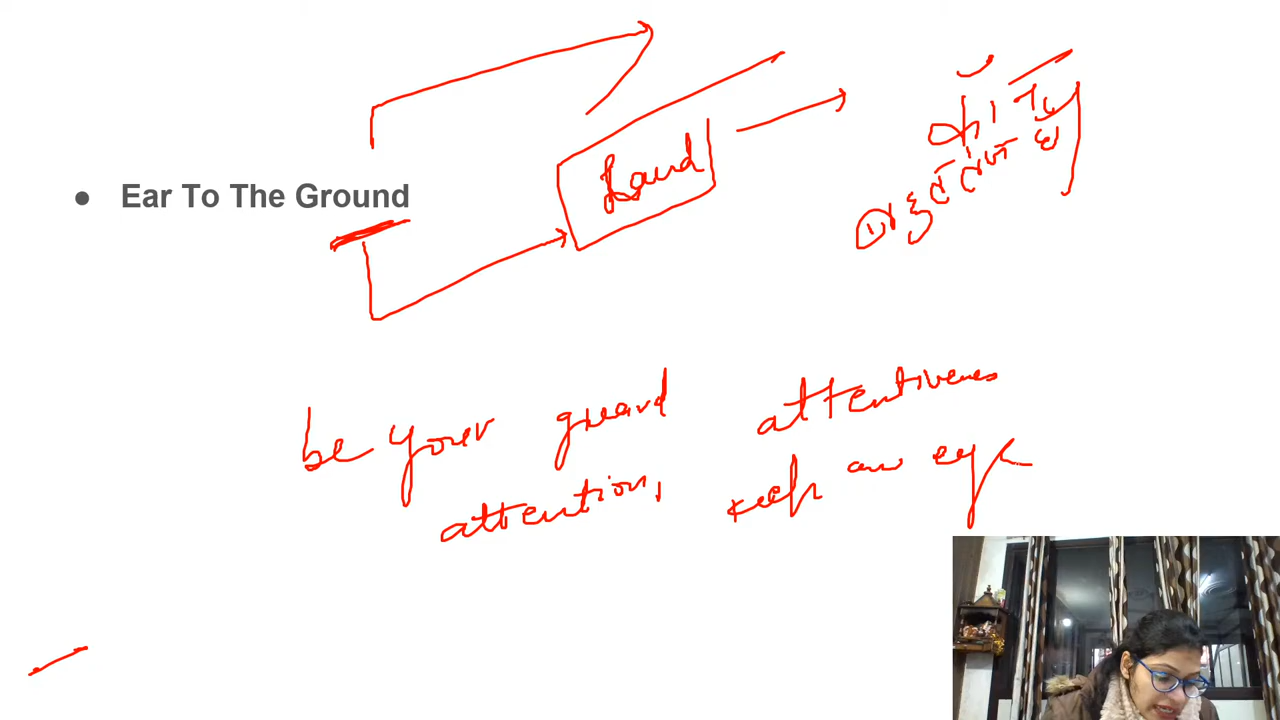 ● Ear To The Ground
Land
be your guard attentiveness
attention, keep an eye